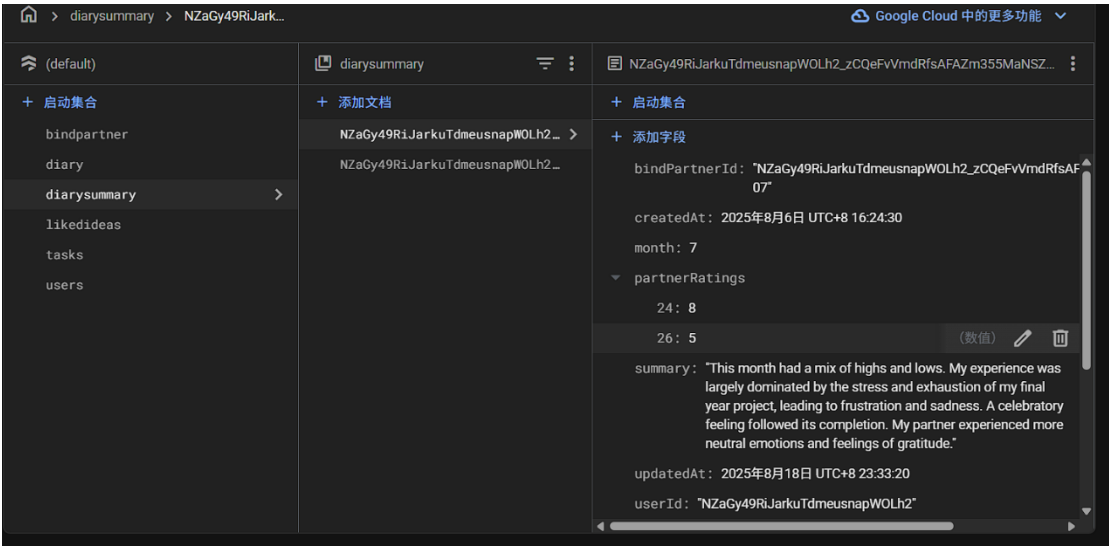 diarysummary > NZaGy49RiJark...
Google Cloud 中的更多功能
(default)
启动集合
bindpartner
diary
diarysummary
likedideas
tasks
users
diarysummary
添加文档
NZaGy49RiJarkuTdmeusnapWOLh2…
NZaGy49RiJarkuTdmeusnapWOLh2…
NZaGy49RiJarkuTdmeusnapWOLh2_zCQeFvVmdRfsAFAZm355MaNSZ...
启动集合
添加字段
bindPartnerId: "NZaGy49RiJarkuTdmeusnapWOLh2_zCQeFvVmdRfsAF
07"
createdAt: 2025年8月6日 UTC+8 16:24:30
month: 7
partnerRatings
24: 8
26: 5 (数值)
summary: "This month had a mix of highs and lows. My experience was
largely dominated by the stress and exhaustion of my final
year project, leading to frustration and sadness. A celebratory
feeling followed its completion. My partner experienced more
neutral emotions and feelings of gratitude."
updatedAt: 2025年8月18日 UTC+8 23:33:20
userId: "NZaGy49RiJarkuTdmeusnapWOLh2"